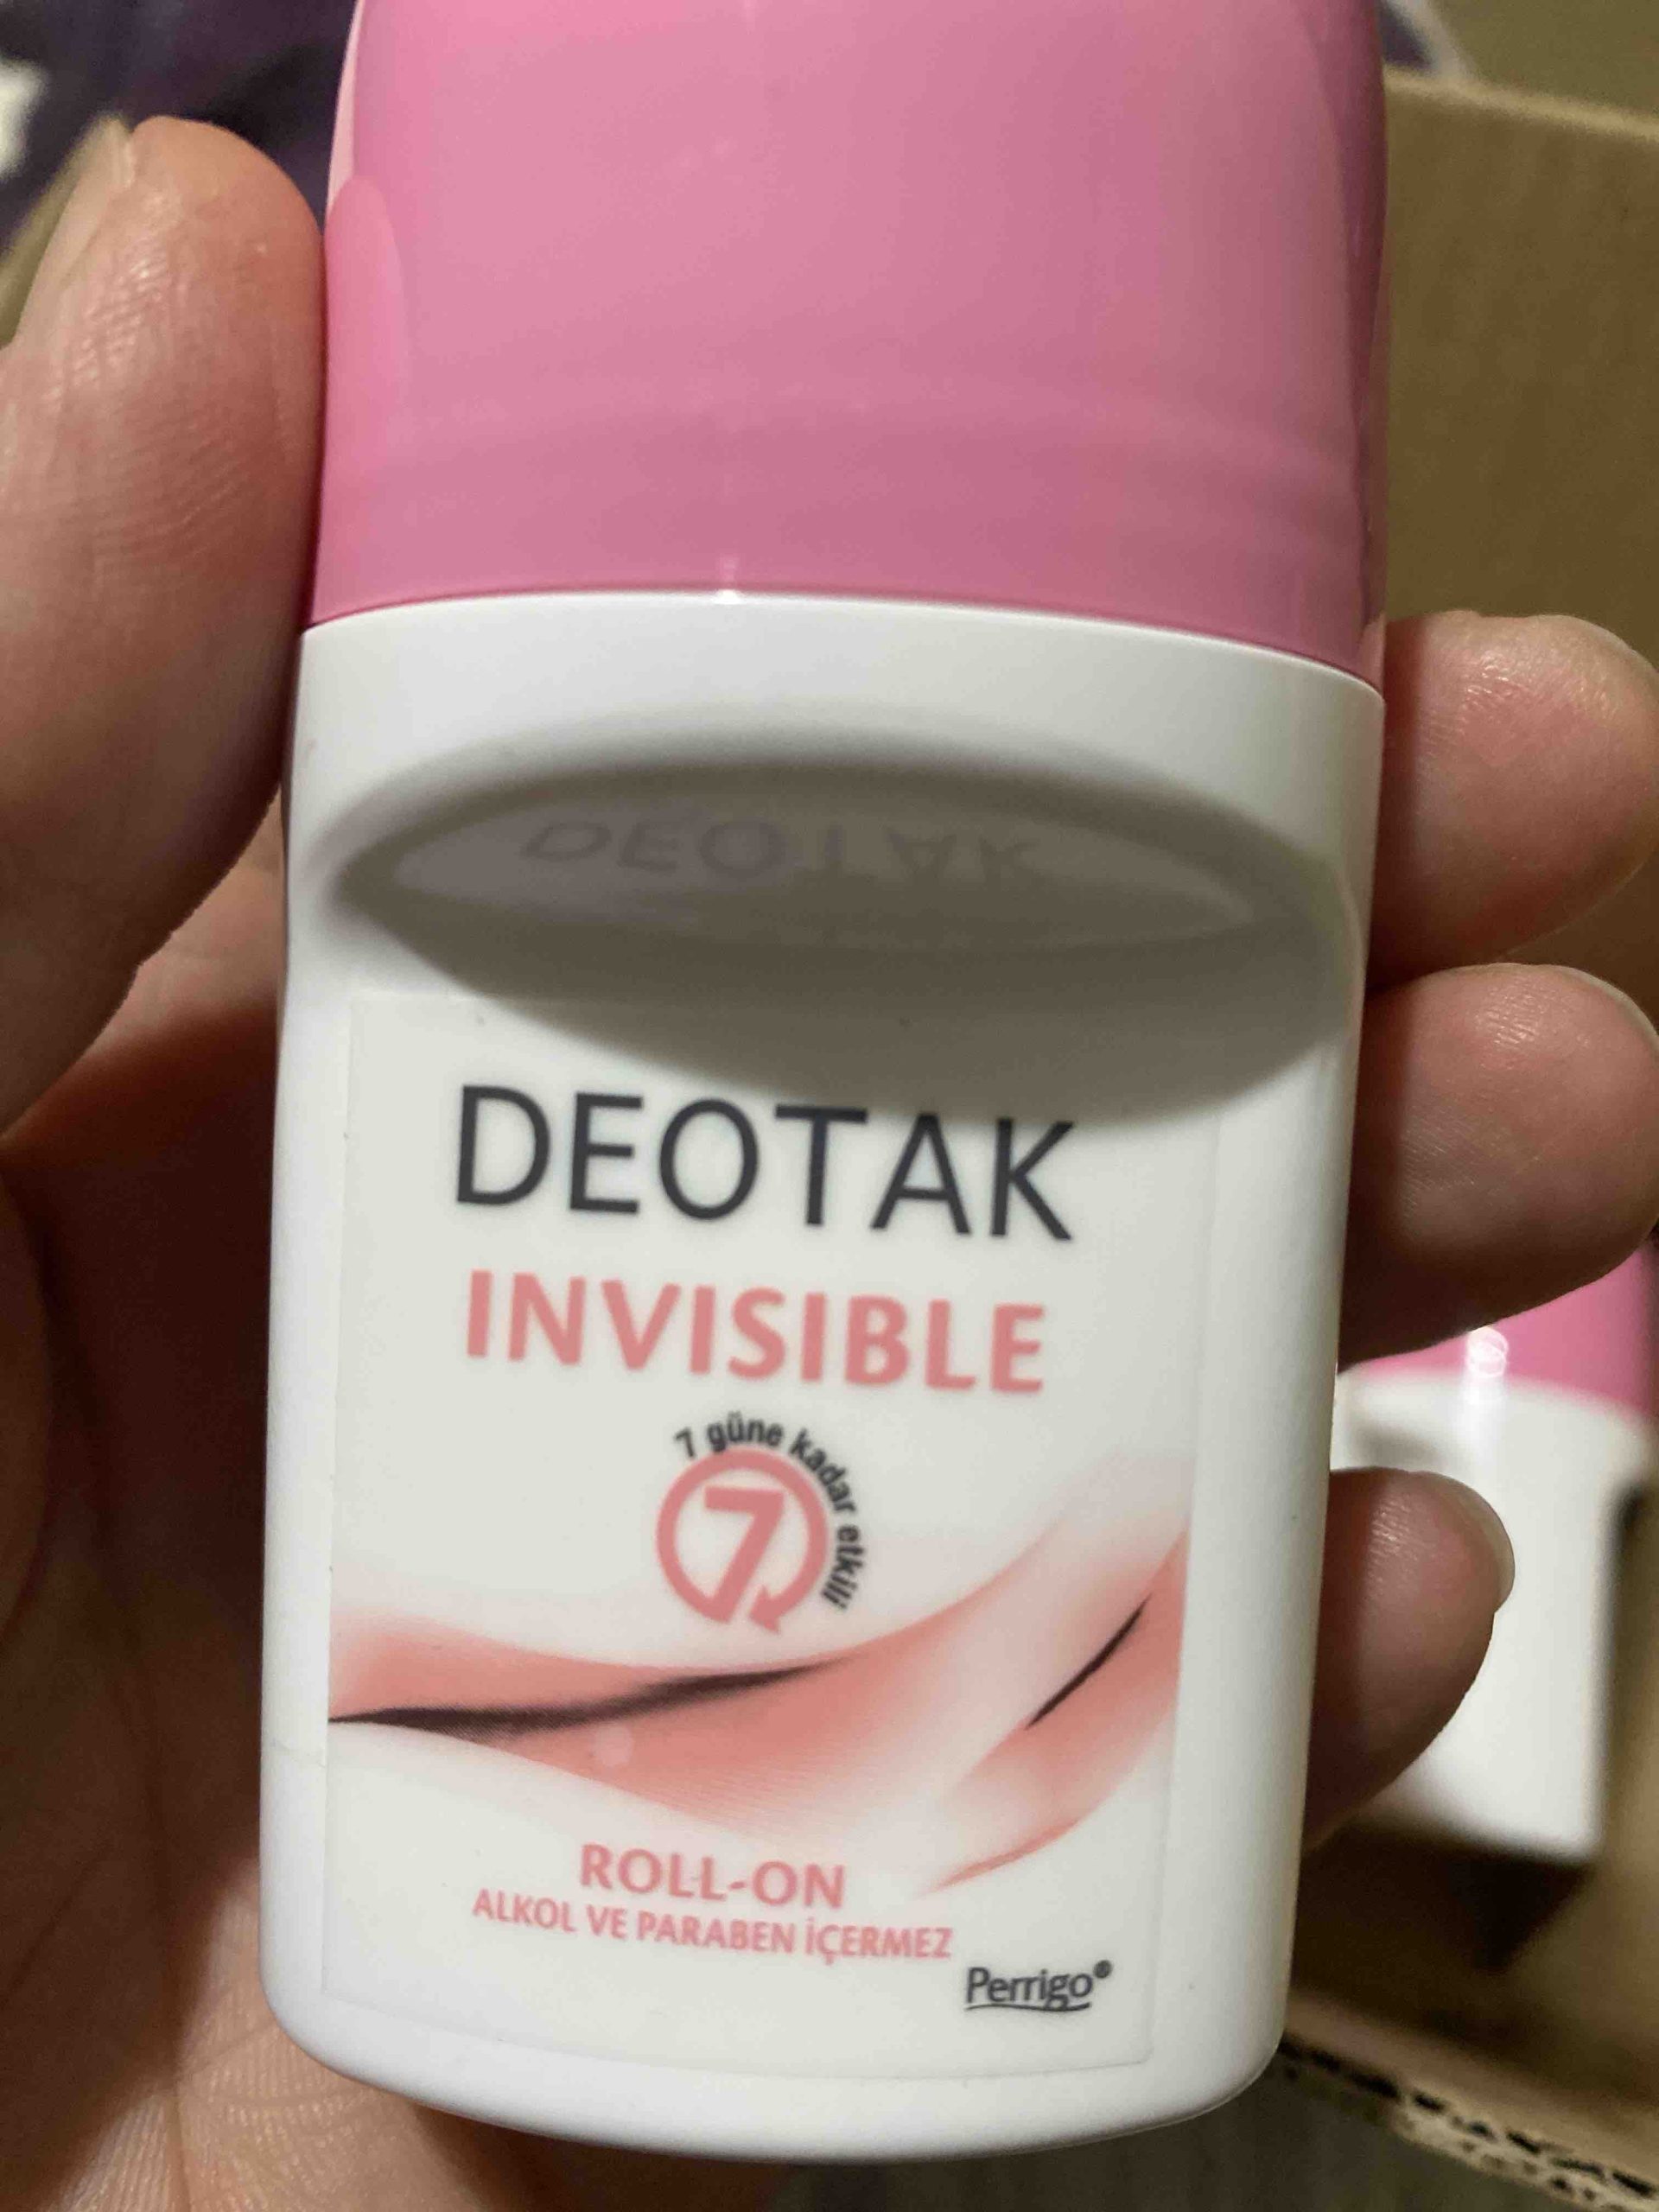 DEOTAK
DEOTAK
INVISIBLE
7 güne kadar etkili
7
ROLL-ON
ALKOL VE PARABEN İÇERMEZ
Perrigo®